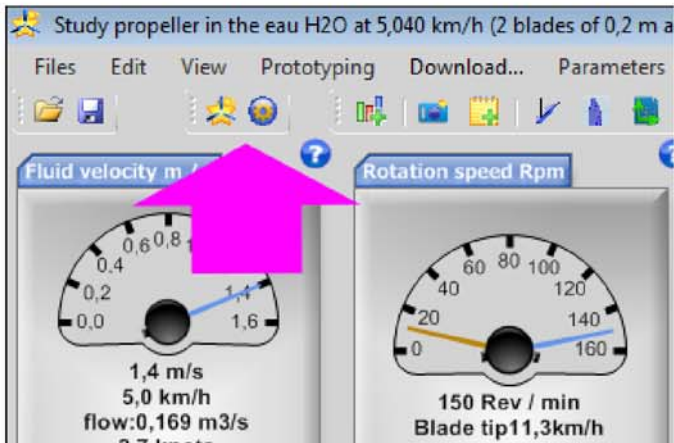 Study propeller in the eau H2O at 5,040 km/h (2 blades of 0,2 m a
Files Edit View Prototyping Download... Parameters
Fluid velocity m /
Rotation speed Rpm
0,0 0,2 0,4 0,6 0,8 1,4 1,6
0 20 40 60 80 100 120 140 160
1,4 m/s
5,0 km/h
flow:0,169 m3/s
150 Rev / min
Blade tip11,3km/h